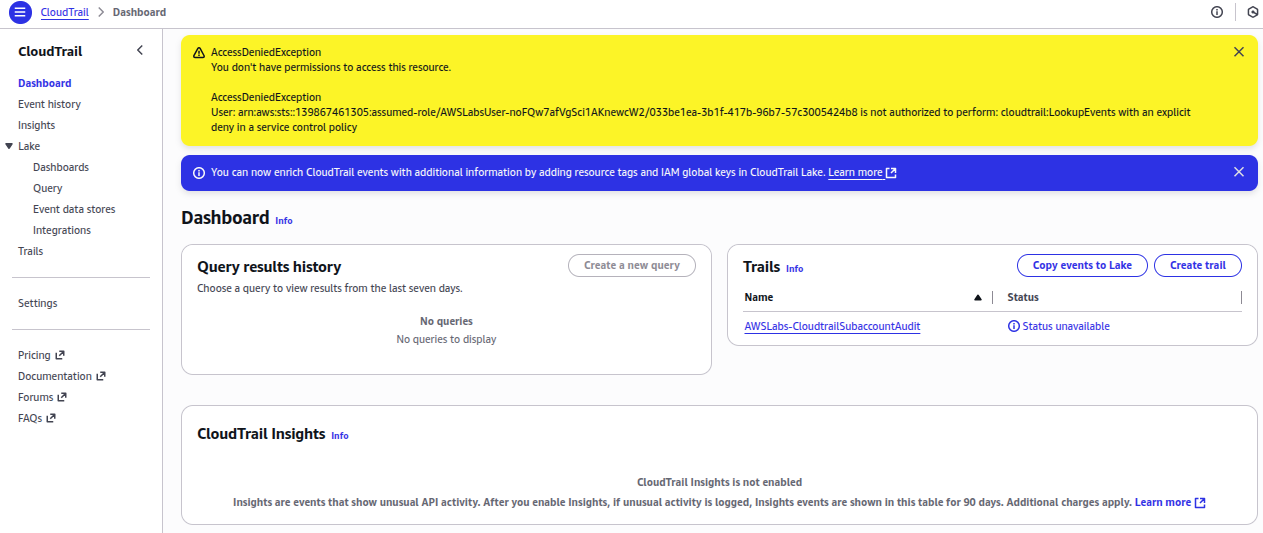 CloudTrail > Dashboard
CloudTrail
Dashboard
Event history
Insights
Lake
Dashboards
Query
Event data stores
Integrations
Trails
Settings
Pricing
Documentation
Forums
FAQs
AccessDeniedException
You don't have permissions to access this resource.
AccessDeniedException
User: arn:aws:sts::139867461305:assumed-role/AWSLabsUser-noFQw7afVgSci1AKnewcW2/033be1ea-3b1f-417b-96b7-57c3005424b8 is not authorized to perform: cloudtrail:LookupEvents with an explicit
deny in a service control policy
You can now enrich CloudTrail events with additional information by adding resource tags and IAM global keys in CloudTrail Lake. Learn more
Dashboard Info
Query results history
Create a new query
Choose a query to view results from the last seven days.
No queries
No queries to display
Trails Info
Copy events to Lake
Create trail
Name
Status
AWSLabs-CloudtrailSubaccountAudit
Status unavailable
CloudTrail Insights Info
CloudTrail Insights is not enabled
Insights are events that show unusual API activity. After you enable Insights, if unusual activity is logged, Insights events are shown in this table for 90 days. Additional charges apply. Learn more